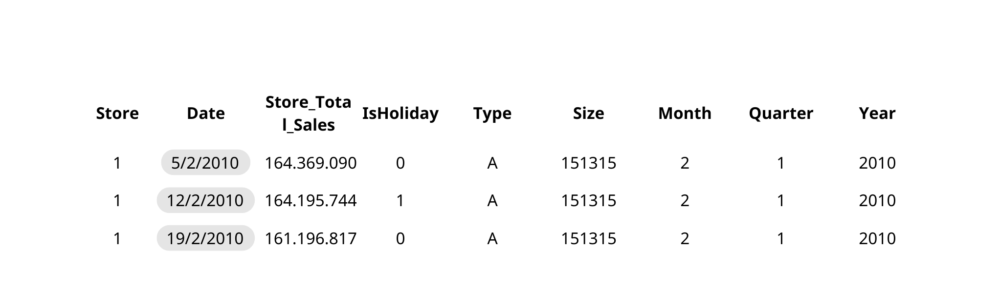 Store Date Store_Tota
l_Sales IsHoliday Type Size Month Quarter Year
1 5/2/2010 164.369.090 0 A 151315 2 1 2010
1 12/2/2010 164.195.744 1 A 151315 2 1 2010
1 19/2/2010 161.196.817 0 A 151315 2 1 2010